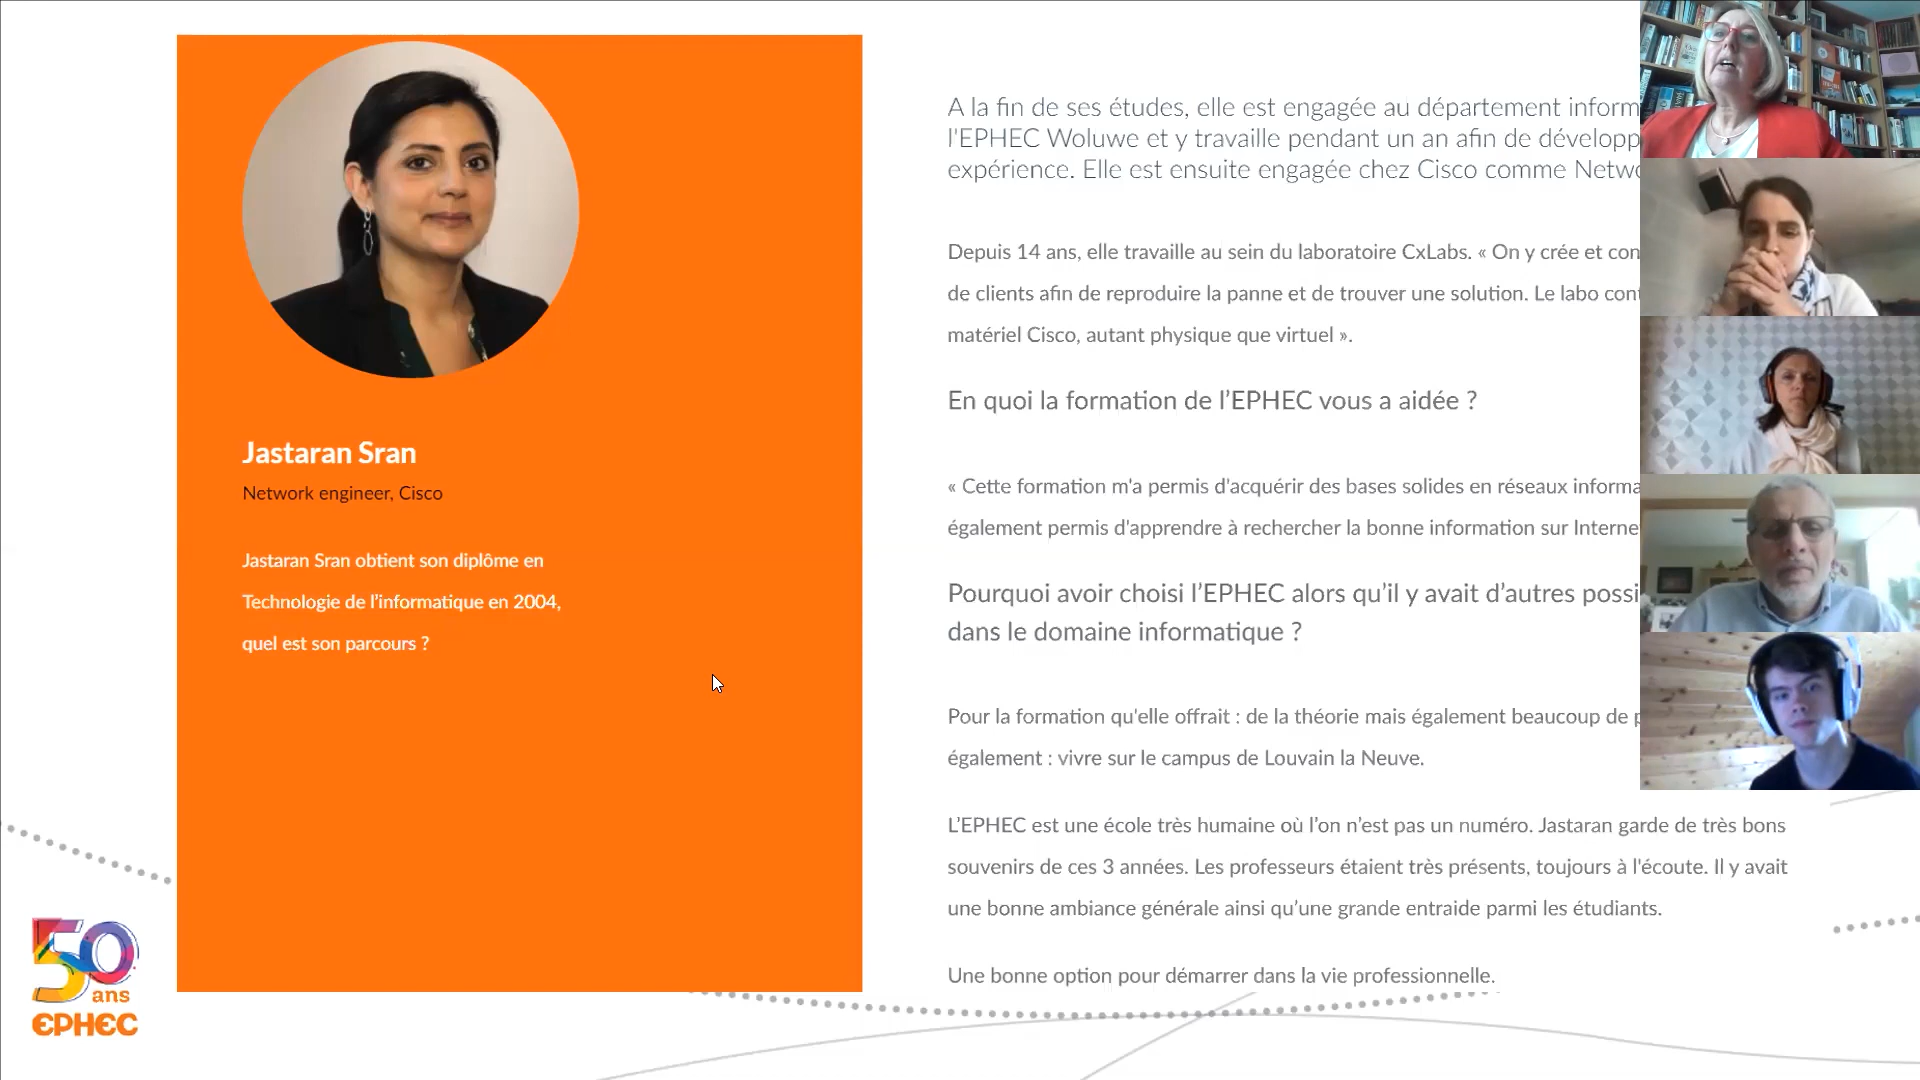 Jastaran Sran
Network engineer, Cisco
Jastaran Sran obtient son diplôme en
Technologie de l'informatique en 2004,
quel est son parcours ?
A la fin de ses études, elle est engagée au département inform
l'EPHEC Woluwe et y travaille pendant un an afin de développ
expérience. Elle est ensuite engagée chez Cisco comme Netwo
Depuis 14 ans, elle travaille au sein du laboratoire CxLabs. « On y crée et con
de clients afin de reproduire la panne et de trouver une solution. Le labo cont
matériel Cisco, autant physique que virtuel ».
En quoi la formation de l'EPHEC vous a aidée ?
« Cette formation m'a permis d'acquérir des bases solides en réseaux informa
également permis d'apprendre à rechercher la bonne information sur Interne
Pourquoi avoir choisi l'EPHEC alors qu'il y avait d'autres possi
dans le domaine informatique ?
Pour la formation qu'elle offrait : de la théorie mais également beaucoup de p
également : vivre sur le campus de Louvain la Neuve.
L'EPHEC est une école très humaine où l'on n'est pas un numéro. Jastaran garde de très bons
souvenirs de ces 3 années. Les professeurs étaient très présents, toujours à l'écoute. Il y avait
une bonne ambiance générale ainsi qu'une grande entraide parmi les étudiants.
Une bonne option pour démarrer dans la vie professionnelle.
50
ans
EPHEC